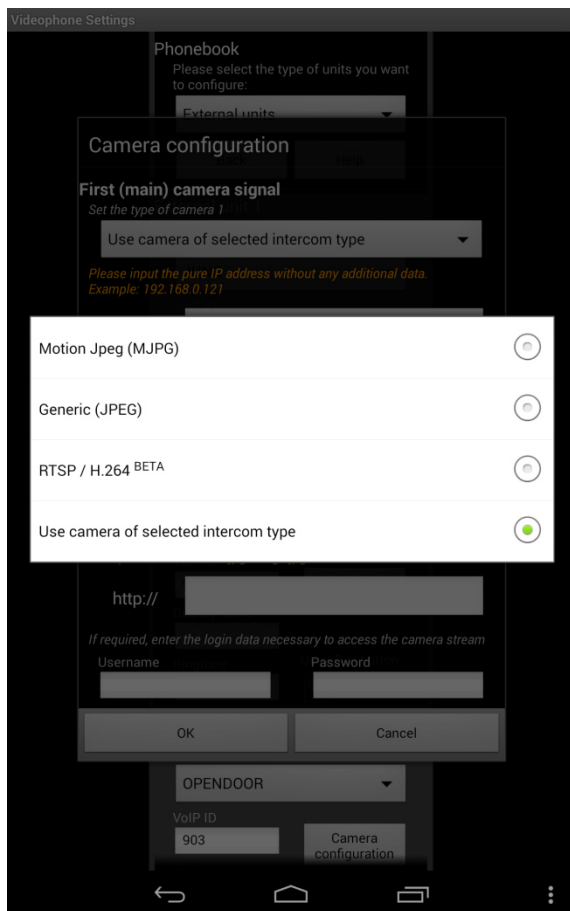 Videophone Settings
Phonebook
Please select the type of units you want
to configure:
External units
Camera configuration
Back
Help
First (main) camera signal
Set the type of camera 1
Use camera of selected intercom type
Please input the pure IP address without any additional data.
Example: 192.168.0.121
Motion Jpeg (MJPG)
Generic (JPEG)
RTSP / H.264 BETA
Use camera of selected intercom type
http://
If required, enter the login data necessary to access the camera stream
Username
Password
OK
Cancel
OPENDOOR
VoIP ID
903
Camera
configuration